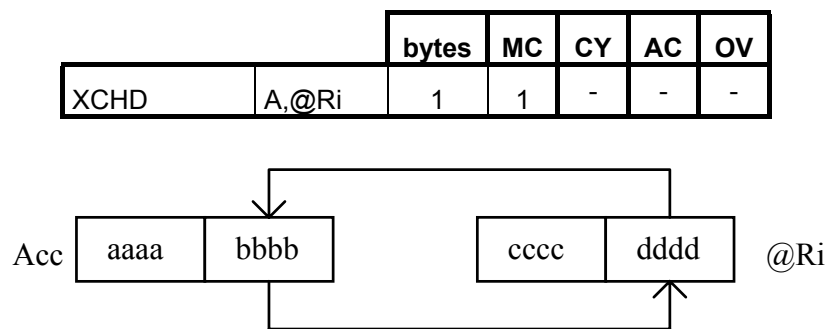 bytes MC CY AC OV
XCHD A,@Ri 1 1 - - -
Acc aaaa bbbb cccc dddd @Ri